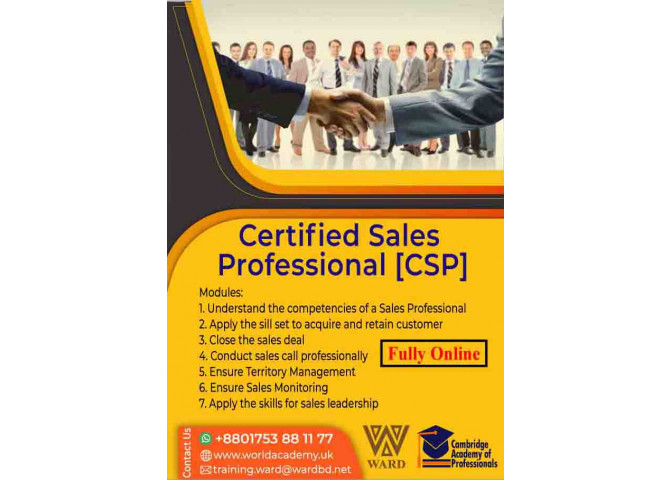 Certified Sales
Professional [CSP]
Modules:
1. Understand the competencies of a Sales Professional
2. Apply the sill set to acquire and retain customer
3. Close the sales deal
4. Conduct sales call professionally
Fully Online
5. Ensure Territory Management
6. Ensure Sales Monitoring
7. Apply the skills for sales leadership
Contact Us
+8801753 88 11 77
www.worldacademy.uk
training.ward@wardbd.net
WARD
Cambridge
Academy of
Professionals